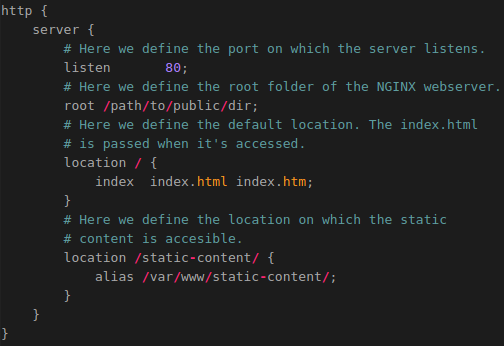 http {
    server {
        # Here we define the port on which the server listens.
        listen       80;
        # Here we define the root folder of the NGINX webserver.
        root /path/to/public/dir;
        # Here we define the default location. The index.html
        # is passed when it's accessed.
        location / {
            index  index.html index.htm;
        }
        # Here we define the location on which the static
        # content is accesible.
        location /static-content/ {
            alias /var/www/static-content/;
        }
    }
}